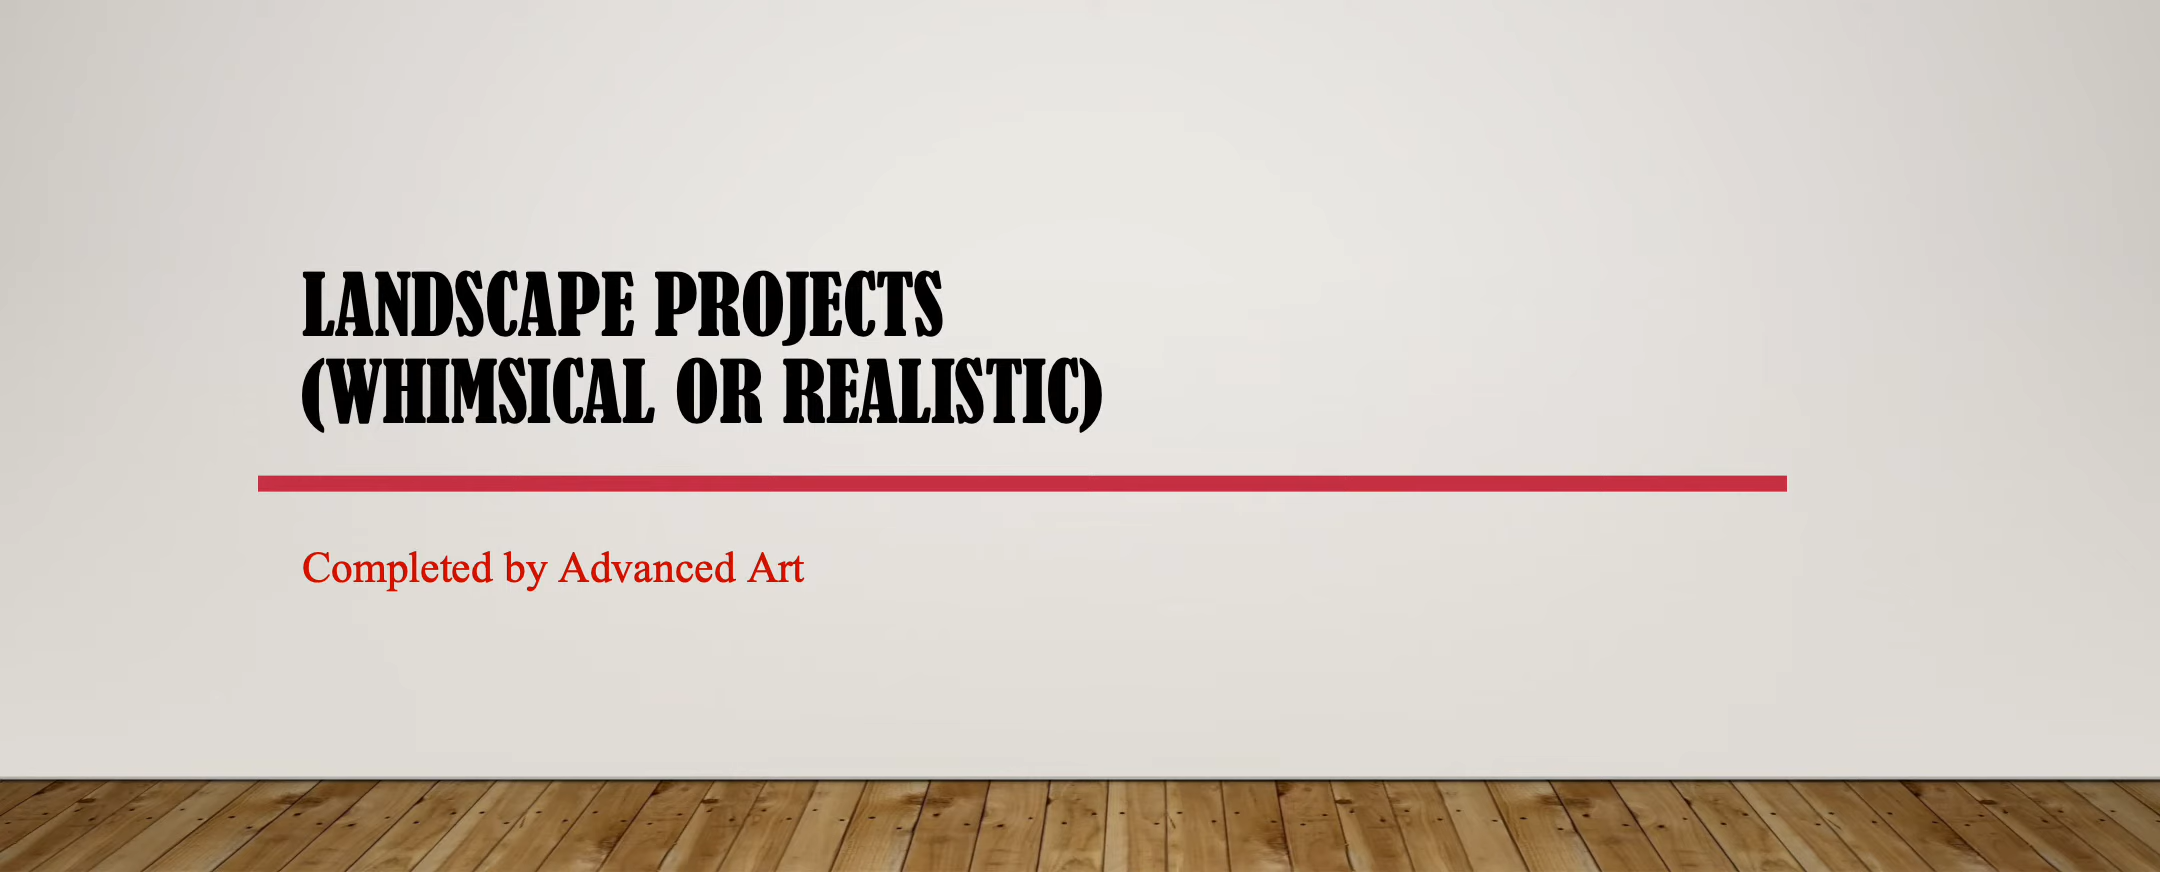 LANDSCAPE PROJECTS
(WHIMSICAL OR REALISTIC)
Completed by Advanced Art